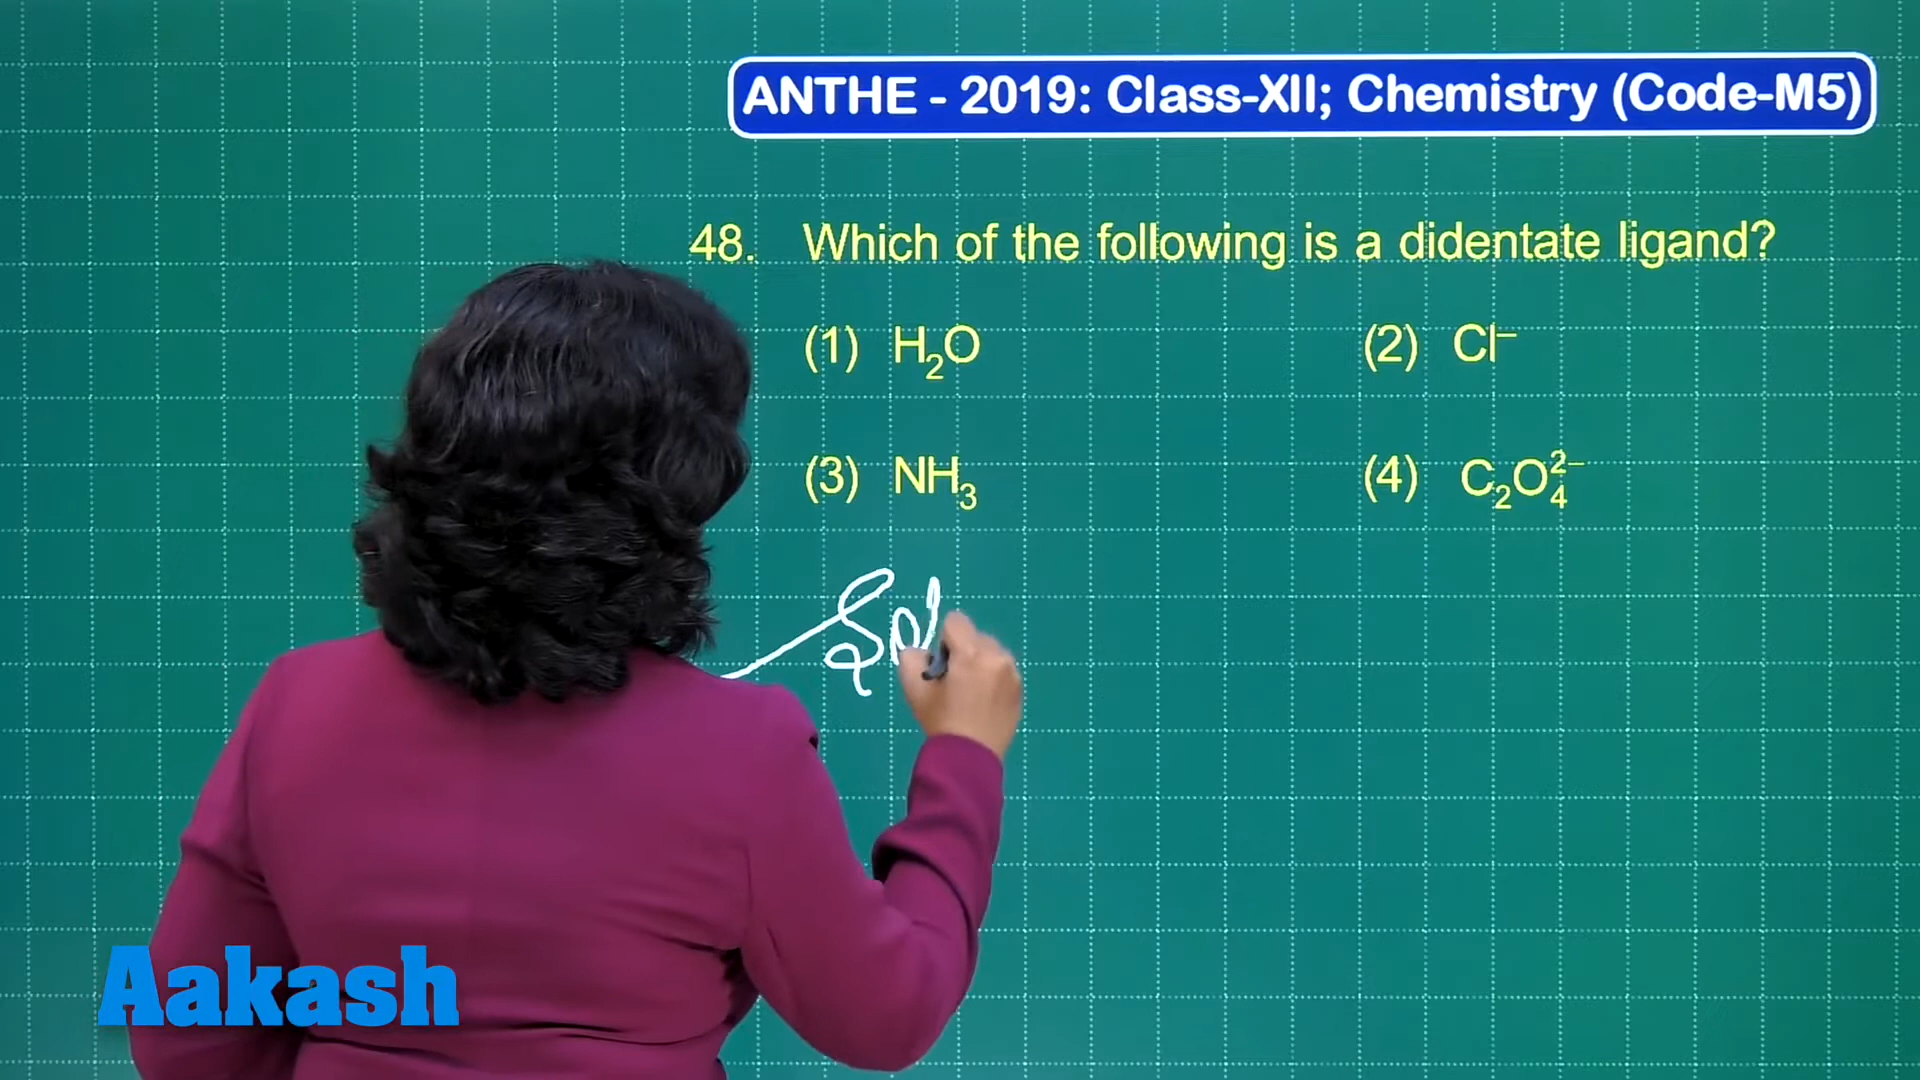 ANTHE - 2019: Class-XII; Chemistry (Code-M5)
48. Which of the following is a didentate ligand?
(1) H₂O (2) Cl⁻
(3) NH₃ (4) C₂O₄²⁻
Sol
Aakash